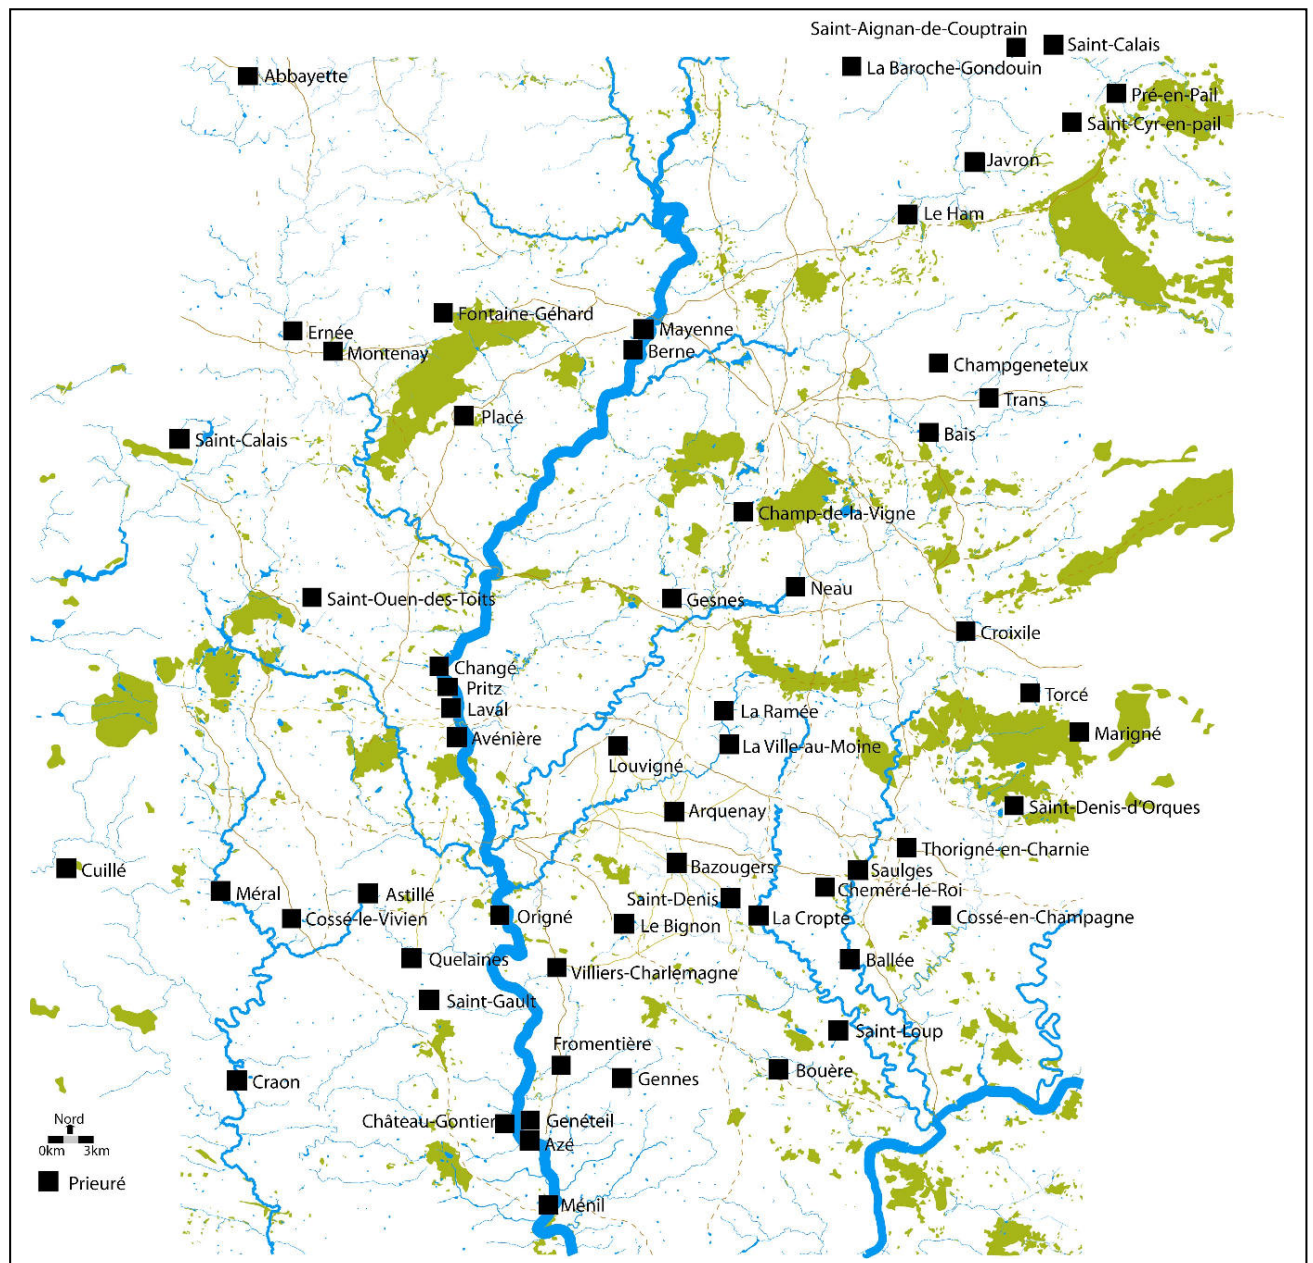 Saint-Aignan-de-Couptrain
Saint-Calais
La Baroche-Gondouin
Abbayette
Pré-en-Pail
Saint-Cyr-en-pail
Javron
Le Ham
Fontaine-Géhard
Ernée
Mayenne
Montenay
Berne
Champgeneteux
Trans
Placé
Bais
Saint-Calais
Champ-de-la-Vigne
Neau
Saint-Ouen-des-Toits
Gesnes
Croixile
Changé
Pritz
Torcé
Laval
La Ramée
Marigné
Avénière
La Ville-au-Moine
Louvigné
Saint-Denis-d'Orques
Arquenay
Thorigné-en-Charnie
Cuillé
Bazougers
Saulges
Cheméré-le-Roi
Méral
Astillé
Saint-Denis
Cossé-le-Vivien
Origné
Le Bignon
La Cropte
Cossé-en-Champagne
Quelaines
Villiers-Charlemagne
Ballée
Saint-Gault
Saint-Loup
Fromentière
Craon
Gennes
Bouère
Nord
Château-Gontier
Genéteil
0km 3km
Azé
Prieuré
Ménil